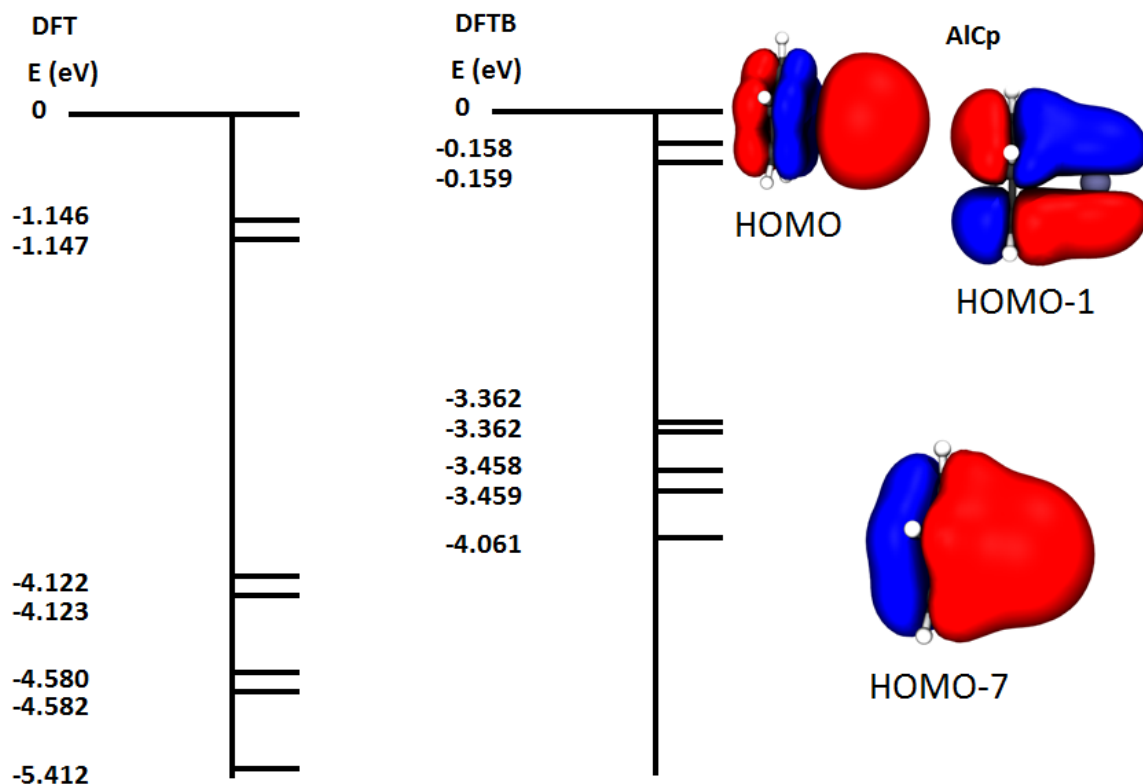 DFT
E (eV)
0
-1.146
-1.147
-4.122
-4.123
-4.580
-4.582
-5.412
DFTB
E (eV)
0
-0.158
-0.159
-3.362
-3.362
-3.458
-3.459
-4.061
AlCp
HOMO
HOMO-1
HOMO-7